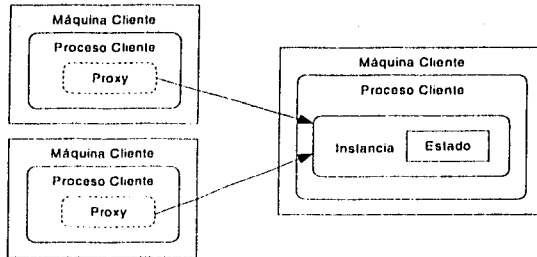 Máquina Cliente
Proceso Cliente
Proxy
Máquina Cliente
Proceso Cliente
Proxy
Máquina Cliente
Proceso Cliente
Instancia
Estado